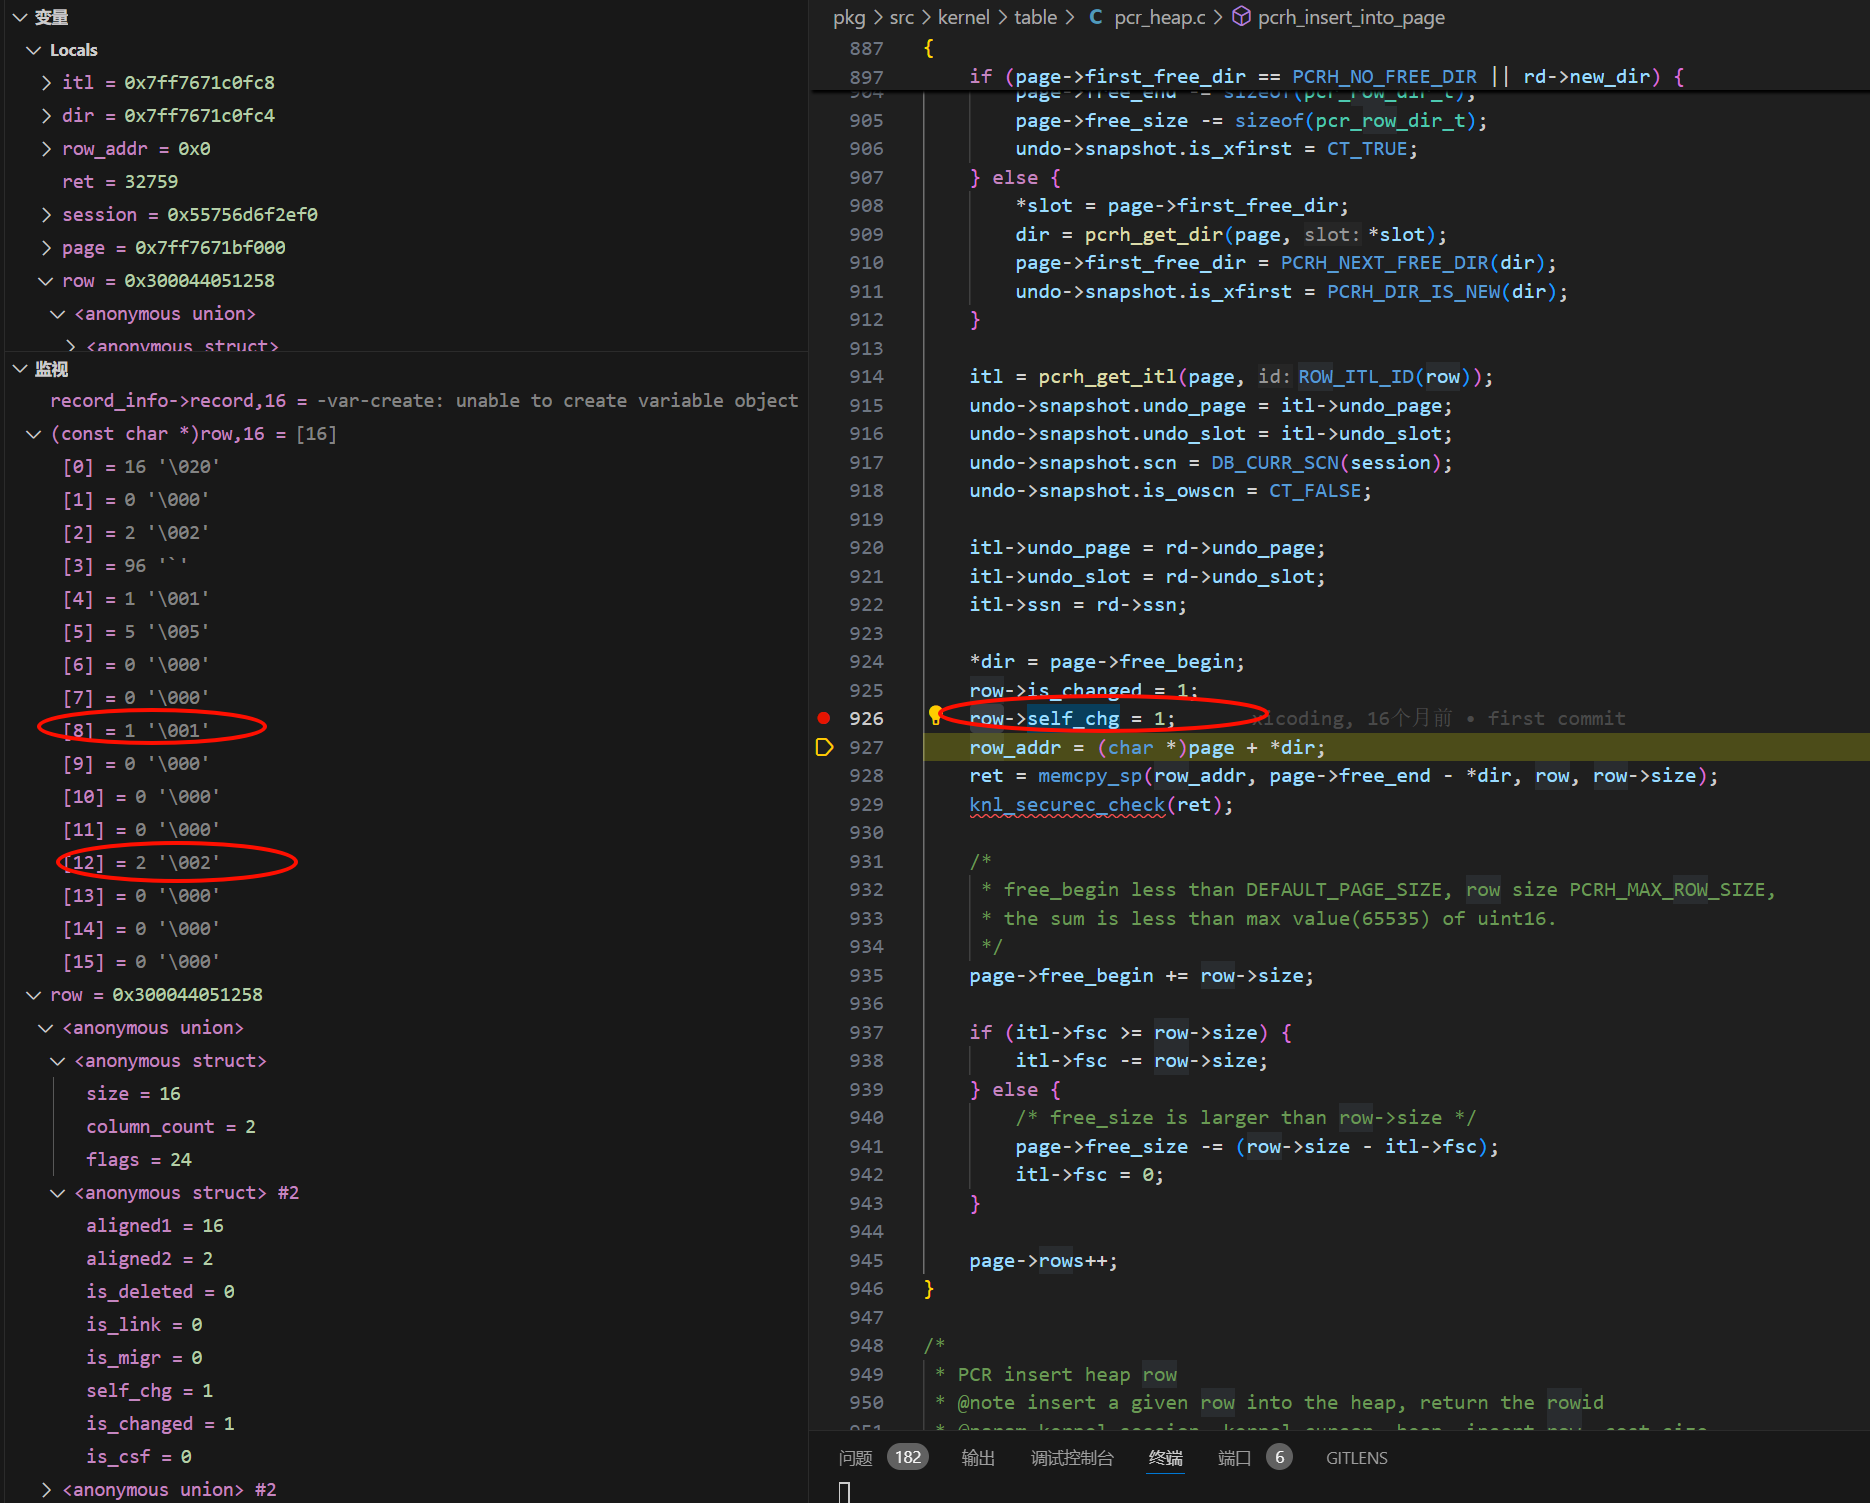 变量
Locals
itl = 0x7ff7671c0fc8
dir = 0x7ff7671c0fc4
row_addr = 0x0
ret = 32759
session = 0x55756d6f2ef0
page = 0x7ff7671bf000
row = 0x300044051258
<anonymous union>
<anonymous struct>
监视
record_info->record,16 = -var-create: unable to create variable object
(const char *)row,16 = [16]
[0] = 16 '\020'
[1] = 0 '\000'
[2] = 2 '\002'
[3] = 96 '`'
[4] = 1 '\001'
[5] = 5 '\005'
[6] = 0 '\000'
[7] = 0 '\000'
[8] = 1 '\001'
[9] = 0 '\000'
[10] = 0 '\000'
[11] = 0 '\000'
[12] = 2 '\002'
[13] = 0 '\000'
[14] = 0 '\000'
[15] = 0 '\000'
row = 0x300044051258
<anonymous union>
<anonymous struct>
size = 16
column_count = 2
flags = 24
<anonymous struct> #2
aligned1 = 16
aligned2 = 2
is_deleted = 0
is_link = 0
is_migr = 0
self_chg = 1
is_changed = 1
is_csf = 0
<anonymous union> #2
pkg > src > kernel > table > C pcr_heap.c > pcrh_insert_into_page
887 {
897 if (page->first_free_dir == PCRH_NO_FREE_DIR || rd->new_dir) {
904 page->free_end -= sizeof(pcr_row_dir_t);
905 page->free_size -= sizeof(pcr_row_dir_t);
906 undo->snapshot.is_xfirst = CT_TRUE;
907 } else {
908 *slot = page->first_free_dir;
909 dir = pcrh_get_dir(page, slot: *slot);
910 page->first_free_dir = PCRH_NEXT_FREE_DIR(dir);
911 undo->snapshot.is_xfirst = PCRH_DIR_IS_NEW(dir);
912 }
913
914 itl = pcrh_get_itl(page, id: ROW_ITL_ID(row));
915 undo->snapshot.undo_page = itl->undo_page;
916 undo->snapshot.undo_slot = itl->undo_slot;
917 undo->snapshot.scn = DB_CURR_SCN(session);
918 undo->snapshot.is_owscn = CT_FALSE;
919
920 itl->undo_page = rd->undo_page;
921 itl->undo_slot = rd->undo_slot;
922 itl->ssn = rd->ssn;
923
924 *dir = page->free_begin;
925 row->is_changed = 1;
926 row->self_chg = 1; xicoding, 16个月前 • first commit
927 row_addr = (char *)page + *dir;
928 ret = memcpy_sp(row_addr, page->free_end - *dir, row, row->size);
929 knl_securec_check(ret);
930
931 /*
932 * free_begin less than DEFAULT_PAGE_SIZE, row size PCRH_MAX_ROW_SIZE,
933 * the sum is less than max value(65535) of uint16.
934 */
935 page->free_begin += row->size;
936
937 if (itl->fsc >= row->size) {
938 itl->fsc -= row->size;
939 } else {
940 /* free_size is larger than row->size */
941 page->free_size -= (row->size - itl->fsc);
942 itl->fsc = 0;
943 }
944
945 page->rows++;
946 }
947
948 /*
949 * PCR insert heap row
950 * @note insert a given row into the heap, return the rowid
问题 182 输出 调试控制台 终端 端口 6 GITLENS